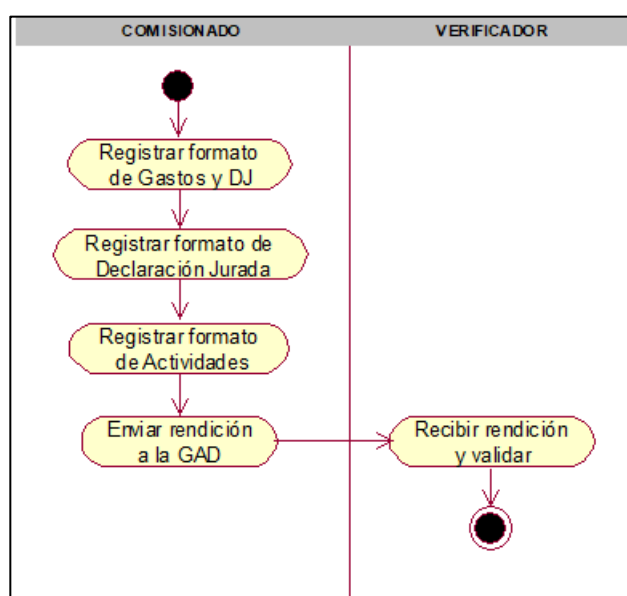 COMISIONADO
VERIFICADOR
Registrar formato
de Gastos y DJ
Registrar formato de
Declaración Jurada
Registrar formato
de Actividades
Enviar rendición
a la GAD
Recibir rendición
y validar